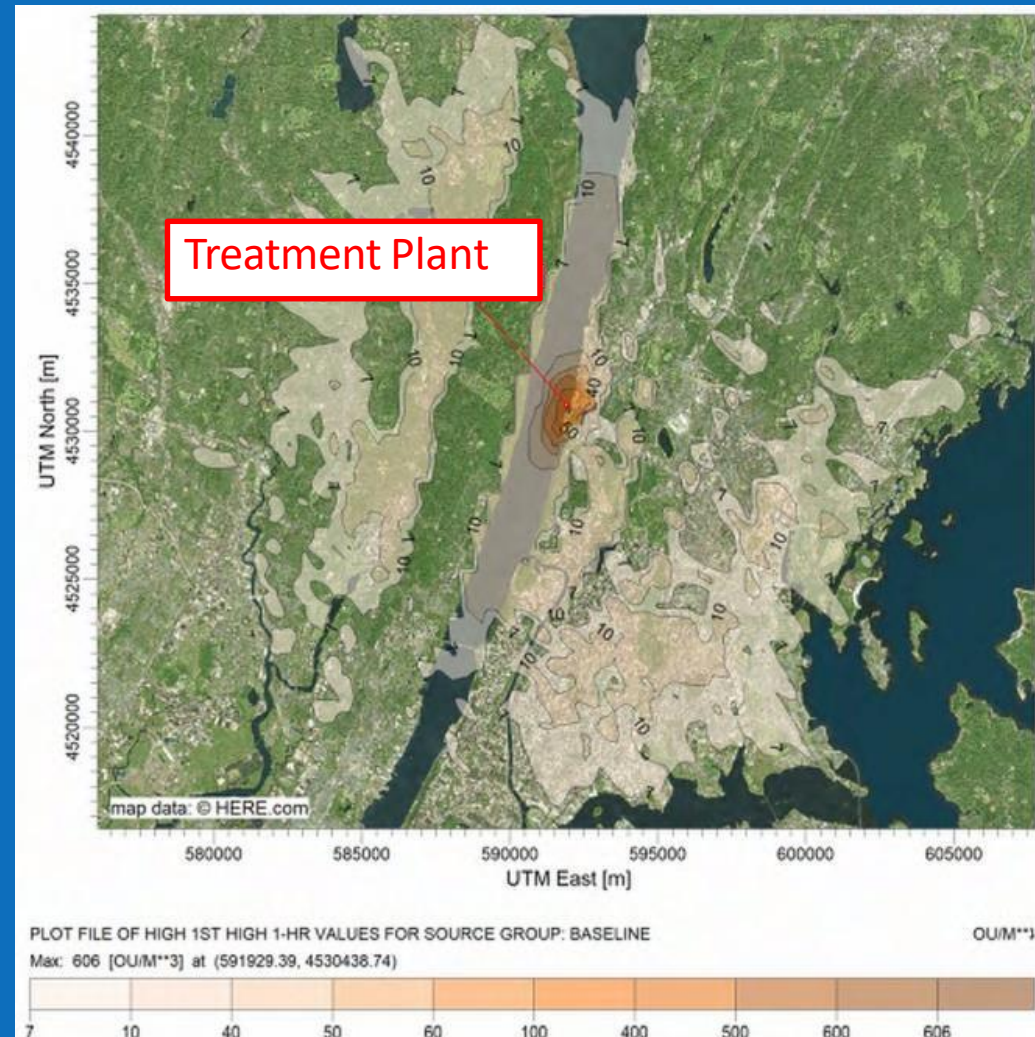 Treatment Plant
UTM North [m]
4540000
4535000
4530000
4525000
4520000
map data: © HERE.com
580000 585000 590000 595000 600000 605000
UTM East [m]
PLOT FILE OF HIGH 1ST HIGH 1-HR VALUES FOR SOURCE GROUP: BASELINE
OU/M**
Max: 606 [OU/M**3] at (591929.39, 4530438.74)
7 10 40 50 60 100 400 500 600 606